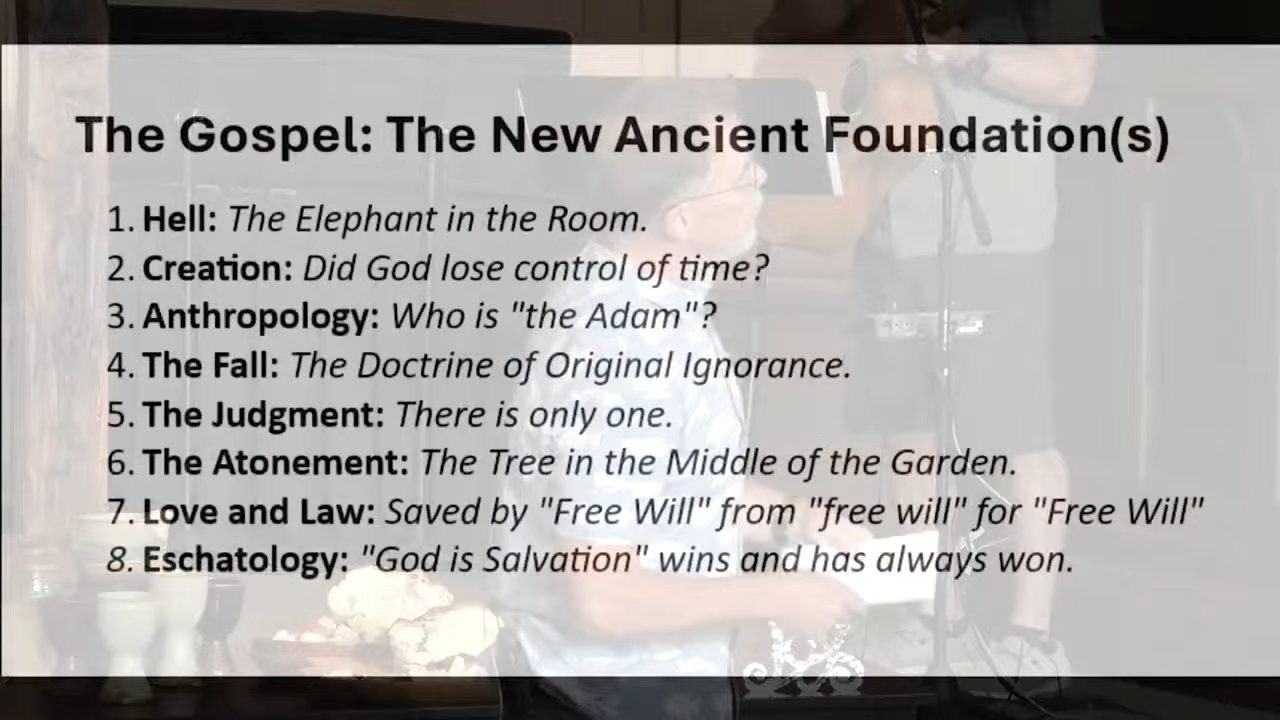 The Gospel: The New Ancient Foundation(s)
1. Hell: The Elephant in the Room.
2. Creation: Did God lose control of time?
3. Anthropology: Who is "the Adam"?
4. The Fall: The Doctrine of Original Ignorance.
5. The Judgment: There is only one.
6. The Atonement: The Tree in the Middle of the Garden.
7. Love and Law: Saved by "Free Will" from "free will" for "Free Will"
8. Eschatology: "God is Salvation" wins and has always won.